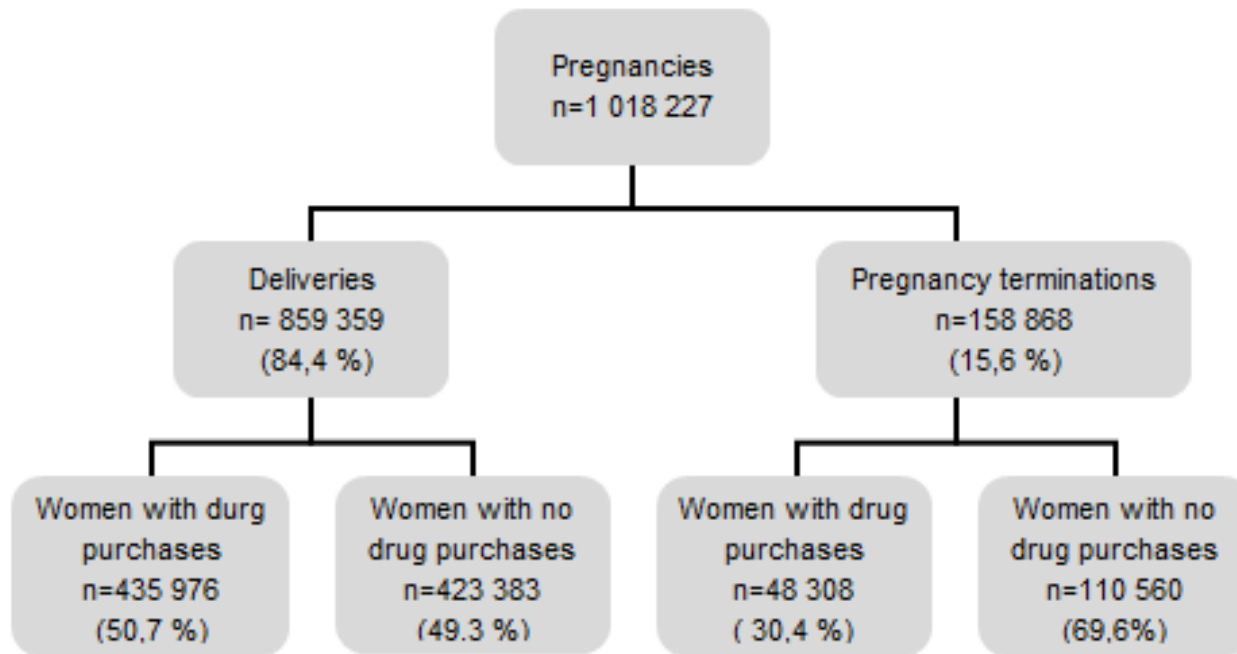 Pregnancies
n=1 018 227
Deliveries
n= 859 359
(84,4 %)
Pregnancy terminations
n=158 868
(15,6 %)
Women with durg
purchases
n=435 976
(50,7 %)
Women with no
drug purchases
n=423 383
(49.3 %)
Women with drug
purchases
n=48 308
( 30,4 %)
Women with no
drug purchases
n=110 560
(69,6%)